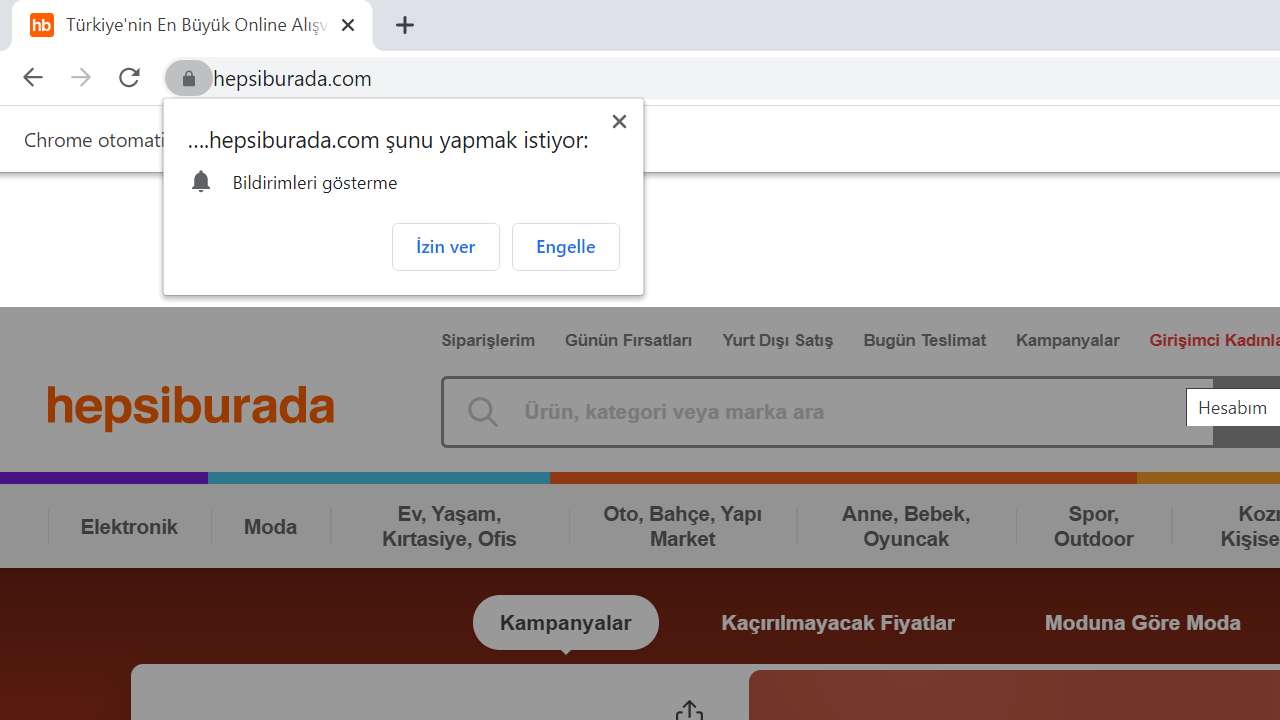 hb Türkiye'nin En Büyük Online Alışv
hepsiburada.com
Chrome otomati
....hepsiburada.com şunu yapmak istiyor:
Bildirimleri gösterme
İzin ver Engelle
Siparişlerim Günün Fırsatları Yurt Dışı Satış Bugün Teslimat Kampanyalar Girişimci Kadınla
hepsiburada
Ürün, kategori veya marka ara
Hesabım
Elektronik
Moda
Ev, Yaşam,
Kırtasiye, Ofis
Oto, Bahçe, Yapı
Market
Anne, Bebek,
Oyuncak
Spor,
Outdoor
Kozm
Kişise
Kampanyalar Kaçırılmayacak Fiyatlar Moduna Göre Moda